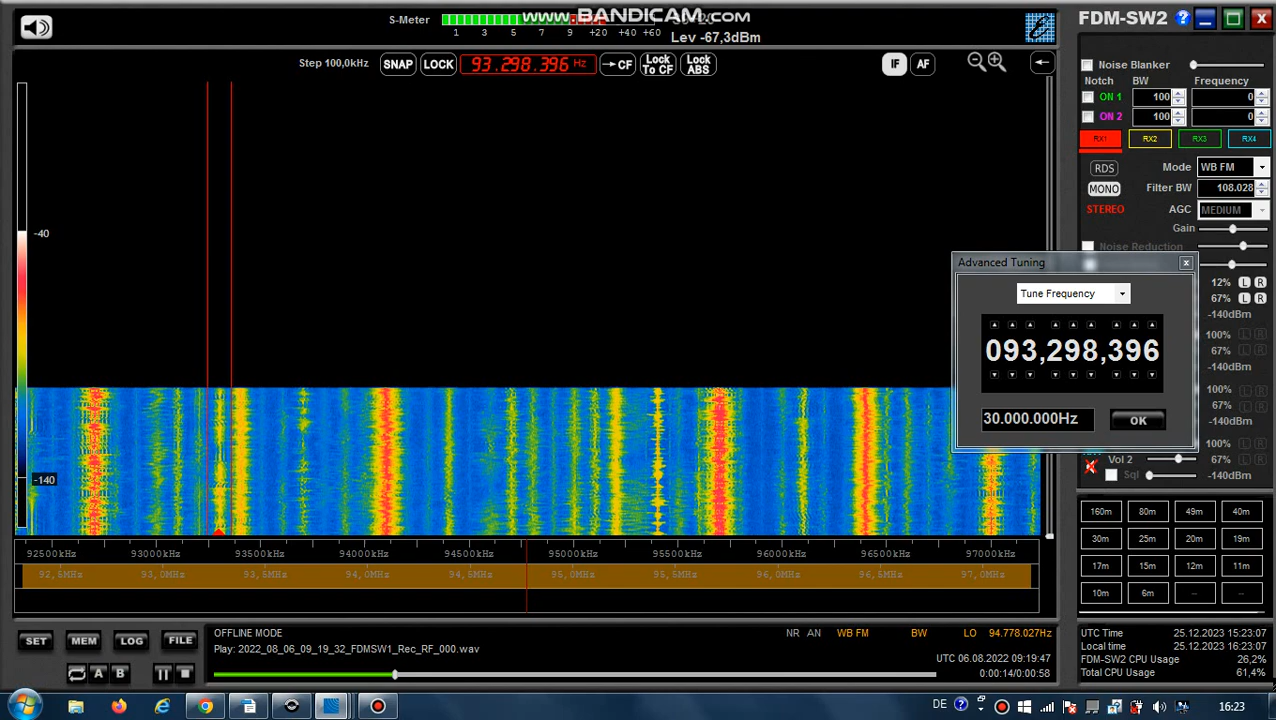 www.BANDICAM.com
S-Meter
1 3 5 7 9 +20 +40 +60
Lev -67,3dBm
FDM-SW2
Step 100,0kHz
SNAP LOCK 93.298.396 Hz →CF Lock To CF Lock ABS IF AF
Noise Blanker
Notch BW Frequency
ON 1 100 0
ON 2 100 0
RX1 RX2 RX3 RX4
RDS Mode WB FM
MONO Filter BW 108.028
STEREO AGC MEDIUM
Gain
Noise Reduction
-40
-140
Advanced Tuning
Tune Frequency
093,298,396
30.000.000Hz OK
12% L R
67% L R
-140dBm
100% L R
67% L R
-140dBm
100% L R
67% L R
-140dBm
100% L R
Vol 2 67% L R
Sql -140dBm
92500kHz 93000kHz 93500kHz 94000kHz 94500kHz 95000kHz 95500kHz 96000kHz 96500kHz 97000kHz
92,5MHz 93,0MHz 93,5MHz 94,0MHz 94,5MHz 95,0MHz 95,5MHz 96,0MHz 96,5MHz 97,0MHz
160m 80m 49m 40m
30m 25m 20m 19m
17m 15m 12m 11m
10m 6m -- --
SET MEM LOG FILE
A B
OFFLINE MODE NR AN WB FM BW LO 94.778.027Hz
Play: 2022_08_06_09_19_32_FDMSW1_Rec_RF_000.wav
UTC 06.08.2022 09:19:47
0:00:14/0:00:58
UTC Time 25.12.2023 15:23:07
Local time 25.12.2023 16:23:07
FDM-SW2 CPU Usage 26,2%
Total CPU Usage 61,4%
DE 16:23